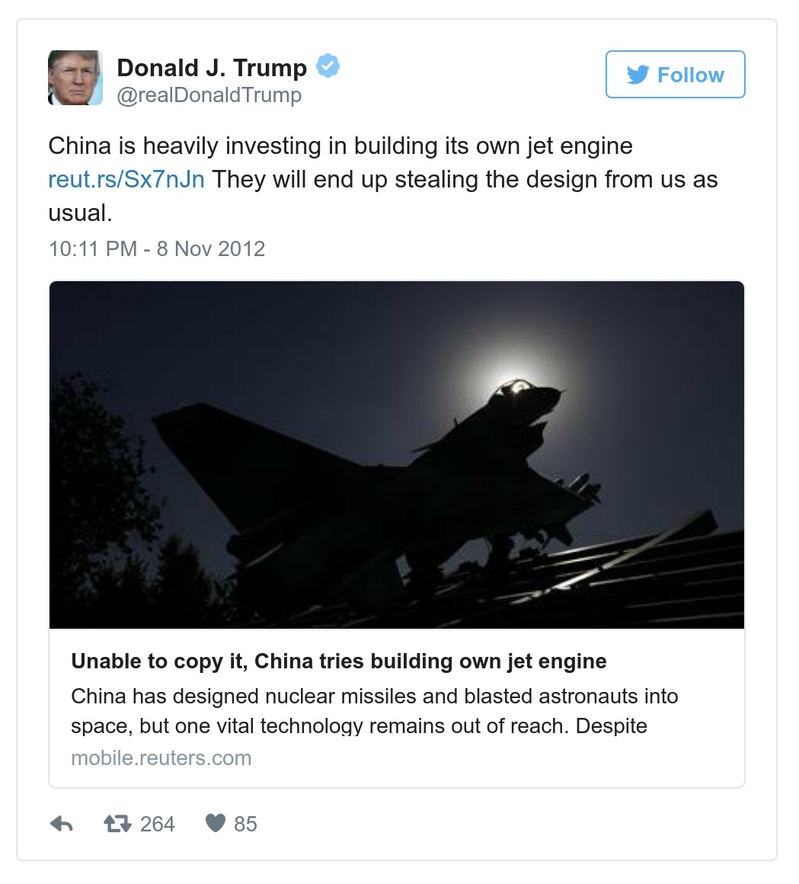 Donald J. Trump
@realDonaldTrump
Follow
China is heavily investing in building its own jet engine
reut.rs/Sx7nJn They will end up stealing the design from us as
usual.
10:11 PM - 8 Nov 2012
Unable to copy it, China tries building own jet engine
China has designed nuclear missiles and blasted astronauts into
space, but one vital technology remains out of reach. Despite
mobile.reuters.com
264 85